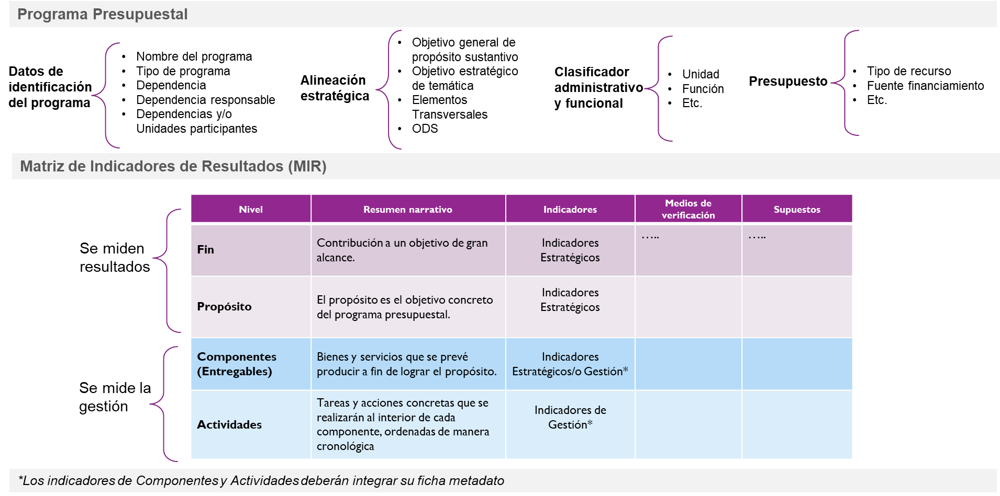 Programa Presupuestal
Datos de
identificación
del programa
• Nombre del programa
• Tipo de programa
• Dependencia
• Dependencia responsable
• Dependencias y/o
Unidades participantes
Alineación
estratégica
• Objetivo general de
propósito sustantivo
• Objetivo estratégico
de temática
• Elementos
Transversales
• ODS
Clasificador
administrativo
y funcional
• Unidad
• Función
• Etc.
Presupuesto
• Tipo de recurso
• Fuente financiamiento
• Etc.
Matriz de Indicadores de Resultados (MIR)
Se miden
resultados
Se mide la
gestión
Nivel
Resumen narrativo
Indicadores
Medios de
verificación
Supuestos
Fin
Contribución a un objetivo de gran
alcance.
Indicadores
Estratégicos
…..
…..
Propósito
El propósito es el objetivo concreto
del programa presupuestal.
Indicadores
Estratégicos
Componentes
(Entregables)
Bienes y servicios que se prevé
producir a fin de lograr el propósito.
Indicadores
Estratégicos/o Gestión*
Actividades
Tareas y acciones concretas que se
realizarán al interior de cada
componente, ordenadas de manera
cronológica
Indicadores de
Gestión*
*Los indicadores de Componentes y Actividades deberán integrar su ficha metadato